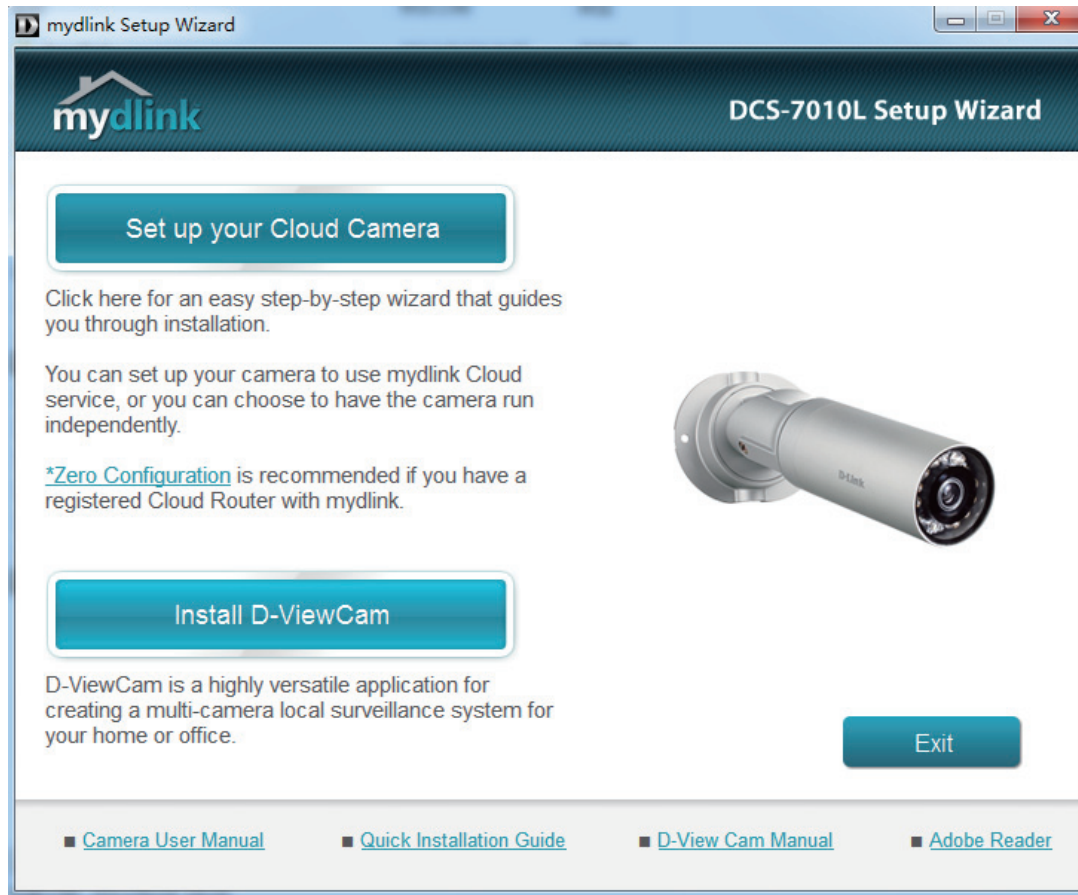 mydlink Setup Wizard
mydlink
DCS-7010L Setup Wizard
Set up your Cloud Camera
Click here for an easy step-by-step wizard that guides
you through installation.
You can set up your camera to use mydlink Cloud
service, or you can choose to have the camera run
independently.
*Zero Configuration is recommended if you have a
registered Cloud Router with mydlink.
D-Link
Install D-ViewCam
D-ViewCam is a highly versatile application for
creating a multi-camera local surveillance system for
your home or office.
Exit
Camera User Manual
Quick Installation Guide
D-View Cam Manual
Adobe Reader